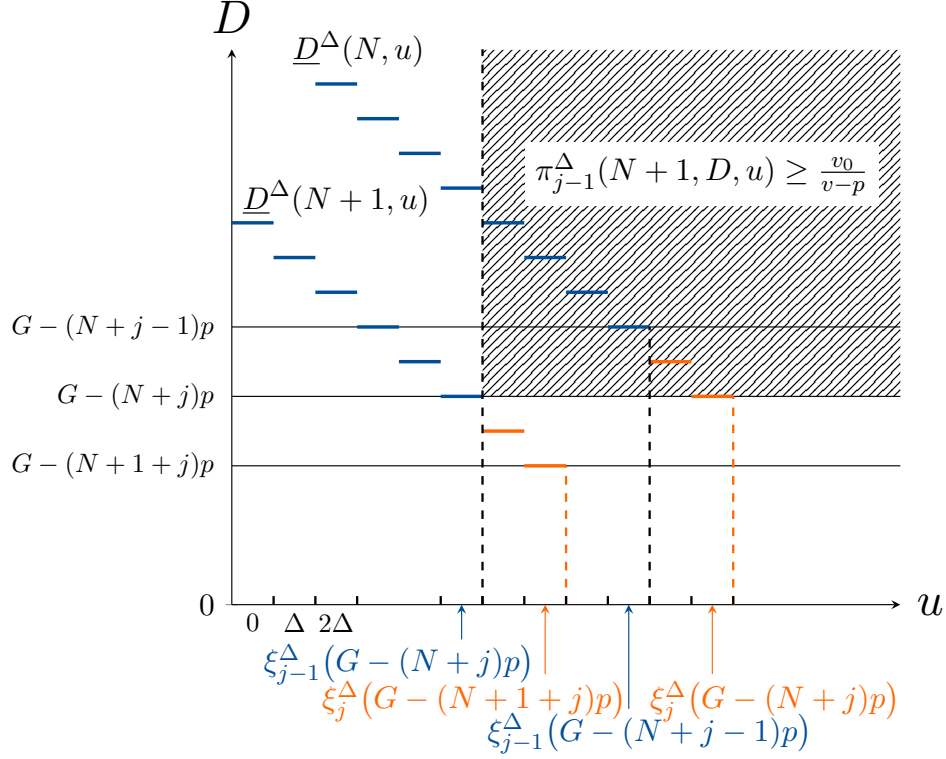 D
D^Δ(N, u)
π^Δ_{j−1}(N + 1, D, u) ≥ v_0/(v−p)
D^Δ(N + 1, u)
G − (N + j − 1)p
G − (N + j)p
G − (N + 1 + j)p
0
u
0 Δ 2Δ
ξ^Δ_{j−1}(G − (N + j)p)
ξ^Δ_j(G − (N + 1 + j)p) ξ^Δ_j(G − (N + j)p)
ξ^Δ_{j−1}(G − (N + j − 1)p)